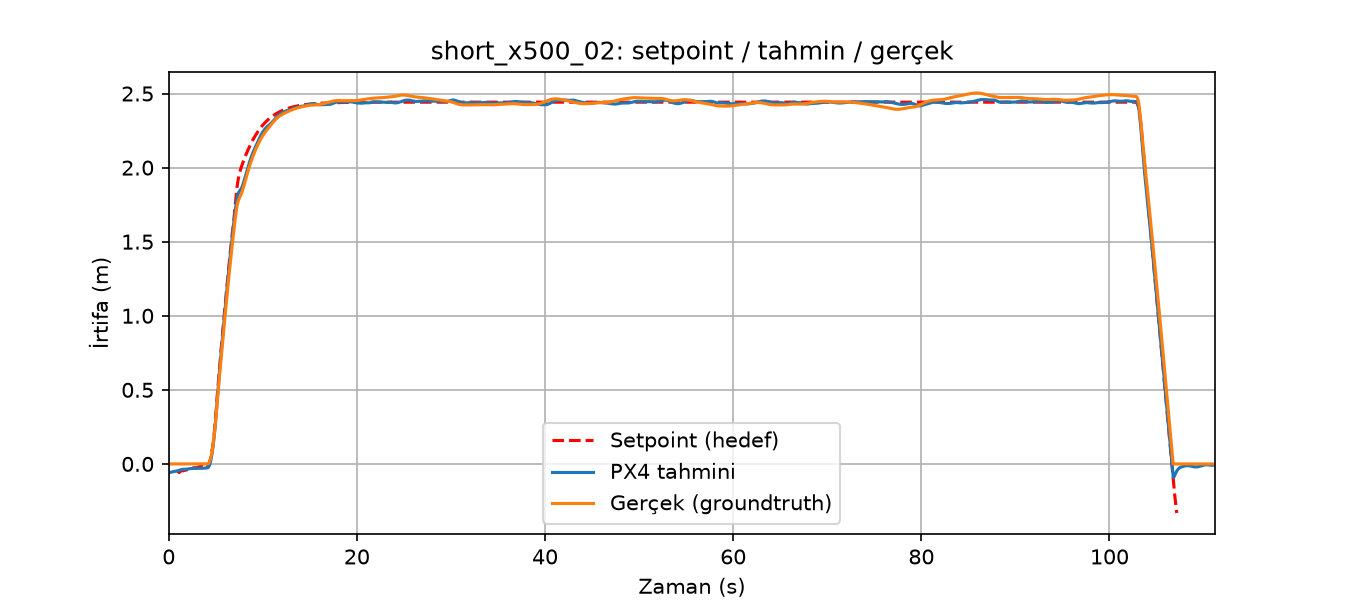 short_x500_02: setpoint / tahmin / gerçek
İrtifa (m)
2.5
2.0
1.5
1.0
0.5
0.0
Setpoint (hedef)
PX4 tahmini
Gerçek (groundtruth)
0 20 40 60 80 100
Zaman (s)